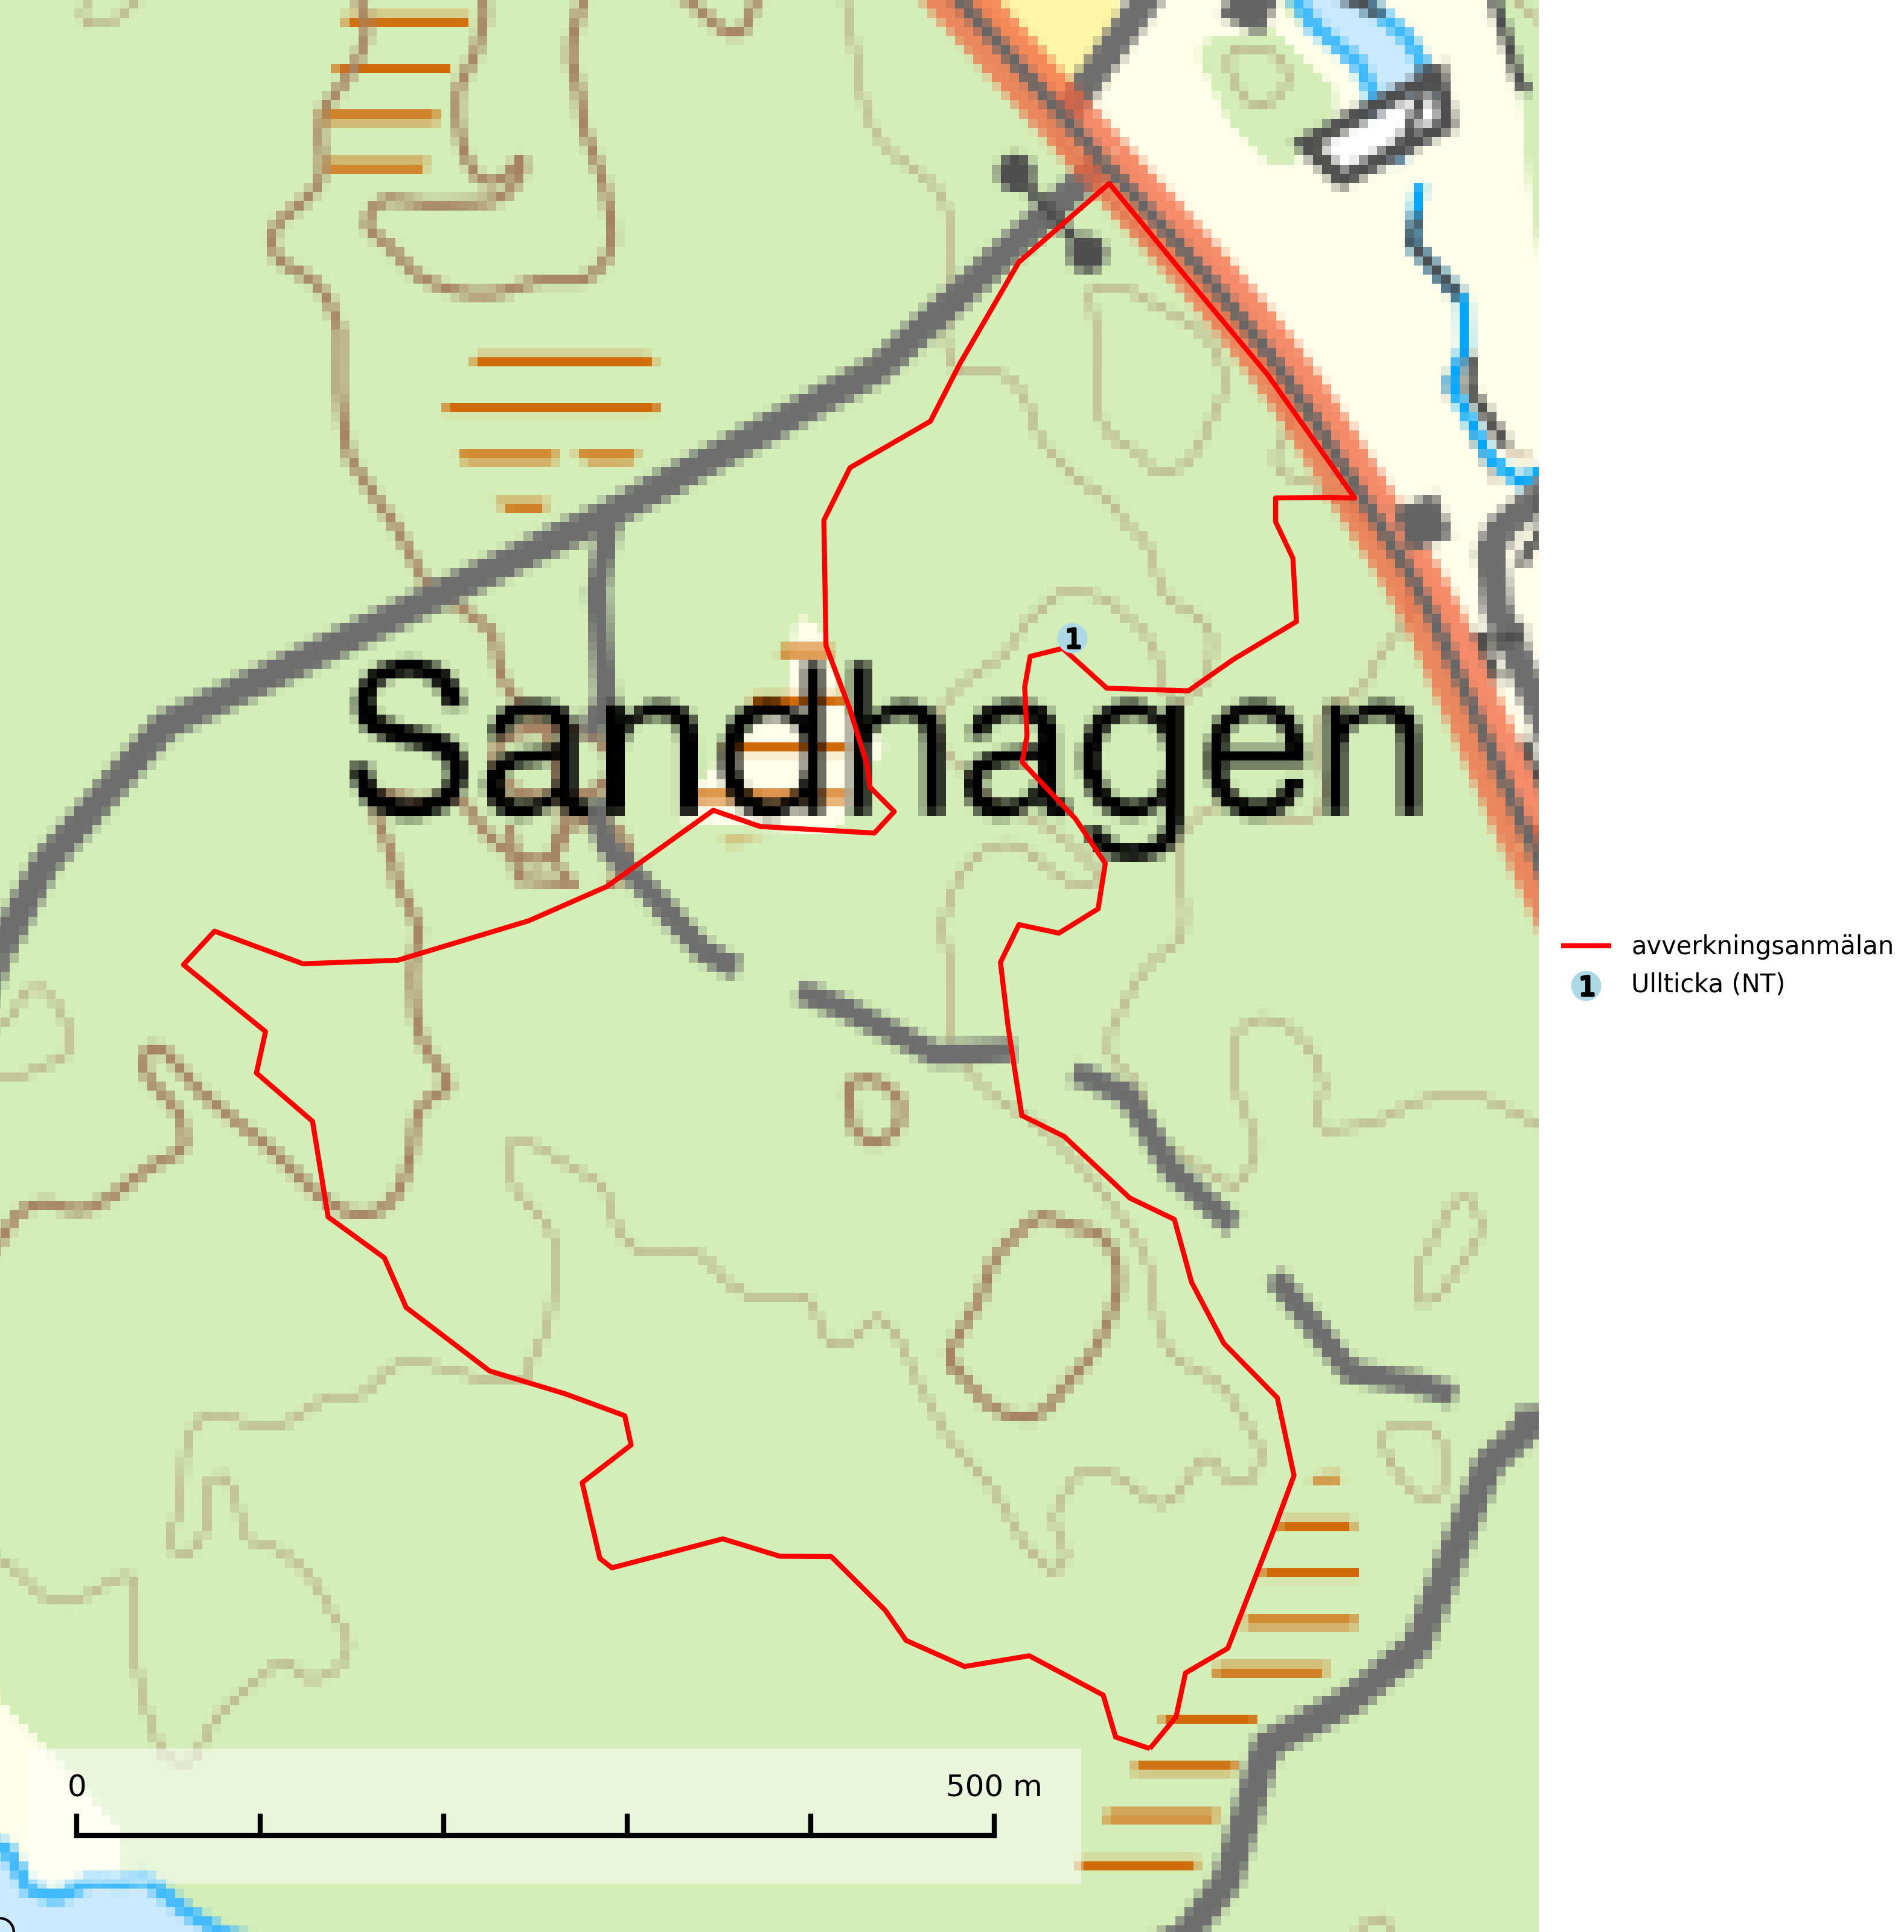 1
Sandhagen
avverkningsanmälan
1 Ullticka (NT)
0 500 m